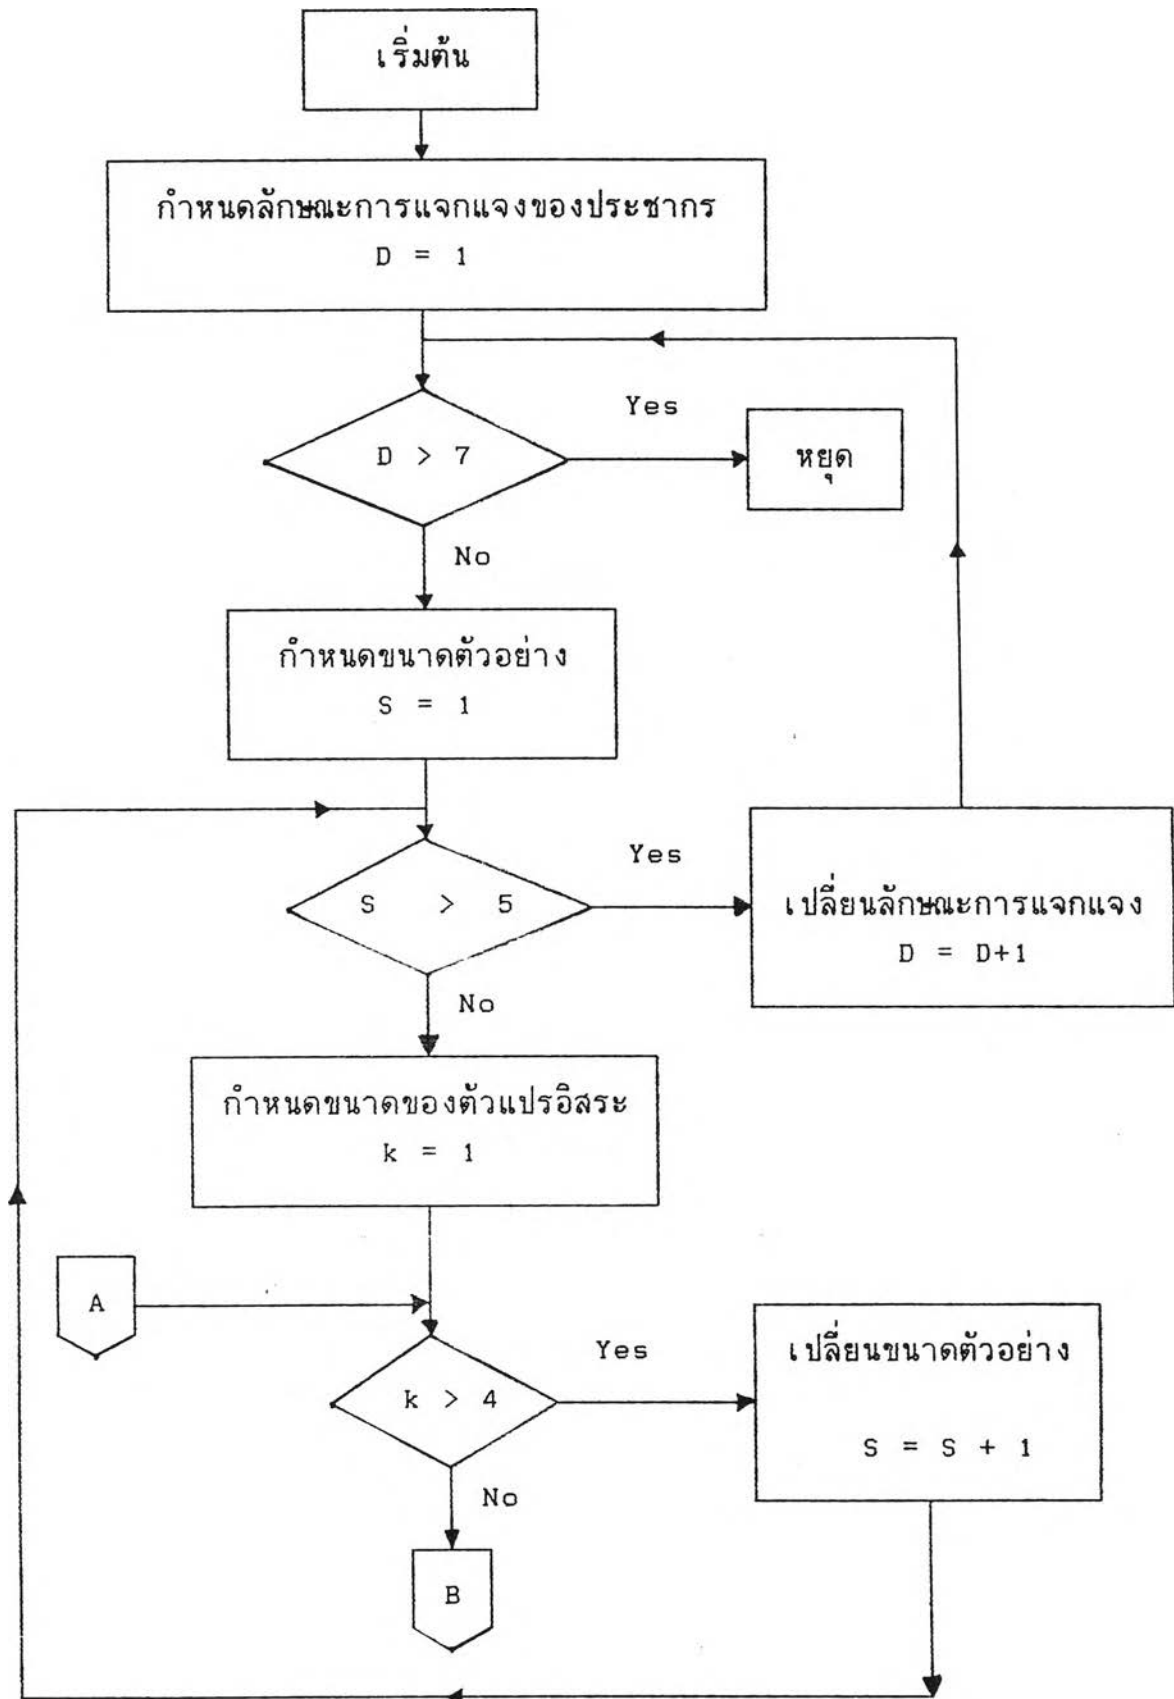 เริ่มต้น
กำหนดลักษณะการแจกแจงของประชากร
D = 1
D > 7
Yes
หยุด
No
กำหนดขนาดตัวอย่าง
S = 1
S > 5
Yes
เปลี่ยนลักษณะการแจกแจง
D = D+1
No
กำหนดขนาดของตัวแปรอิสระ
k = 1
A
k > 4
Yes
เปลี่ยนขนาดตัวอย่าง
S = S + 1
No
B